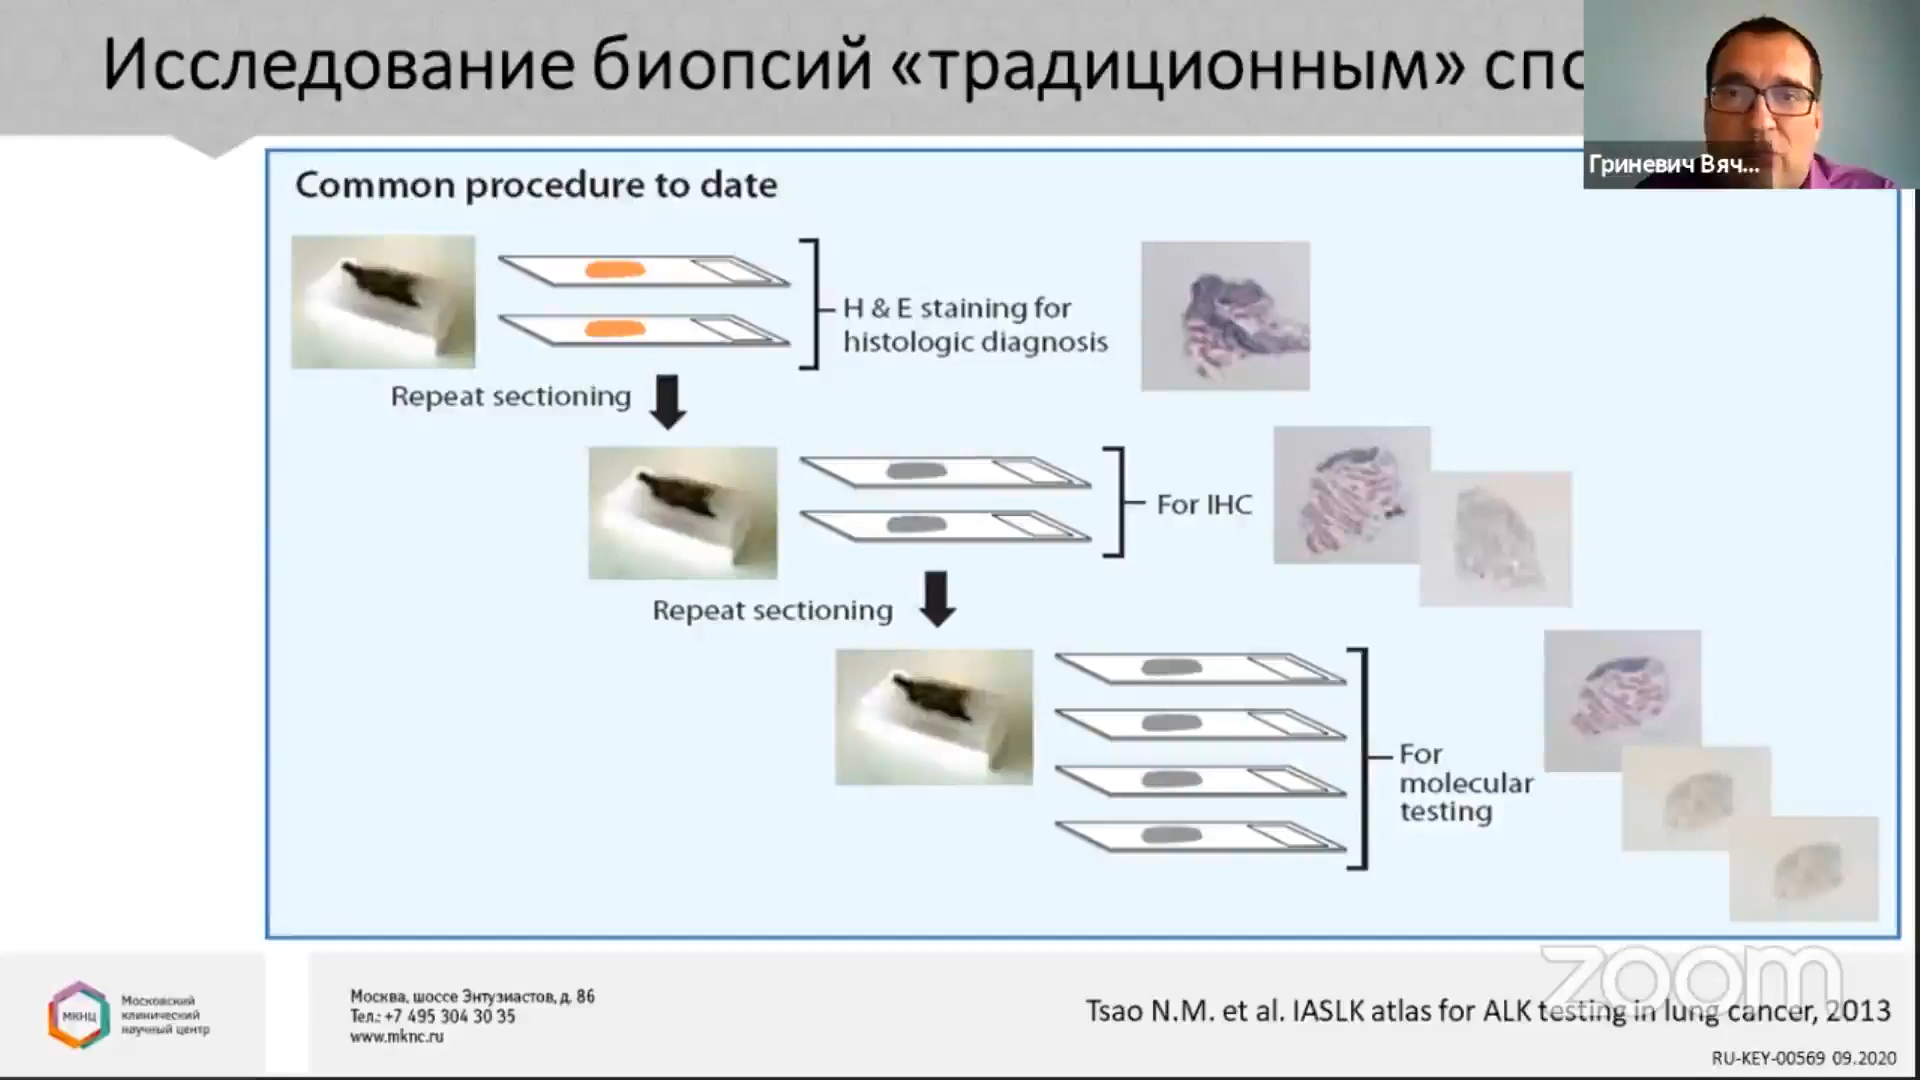 Исследование биопсий «традиционным» спо
Гриневич Вяч...
Common procedure to date
H & E staining for
histologic diagnosis
Repeat sectioning
For IHC
Repeat sectioning
For
molecular
testing
МКНЦ
Московский
клинический
научный центр
Москва, шоссе Энтузиастов, д. 86
Тел.: +7 495 304 30 35
www.mknc.ru
zoom
Tsao N.M. et al. IASLK atlas for ALK testing in lung cancer, 2013
RU-KEY-00569 09.2020